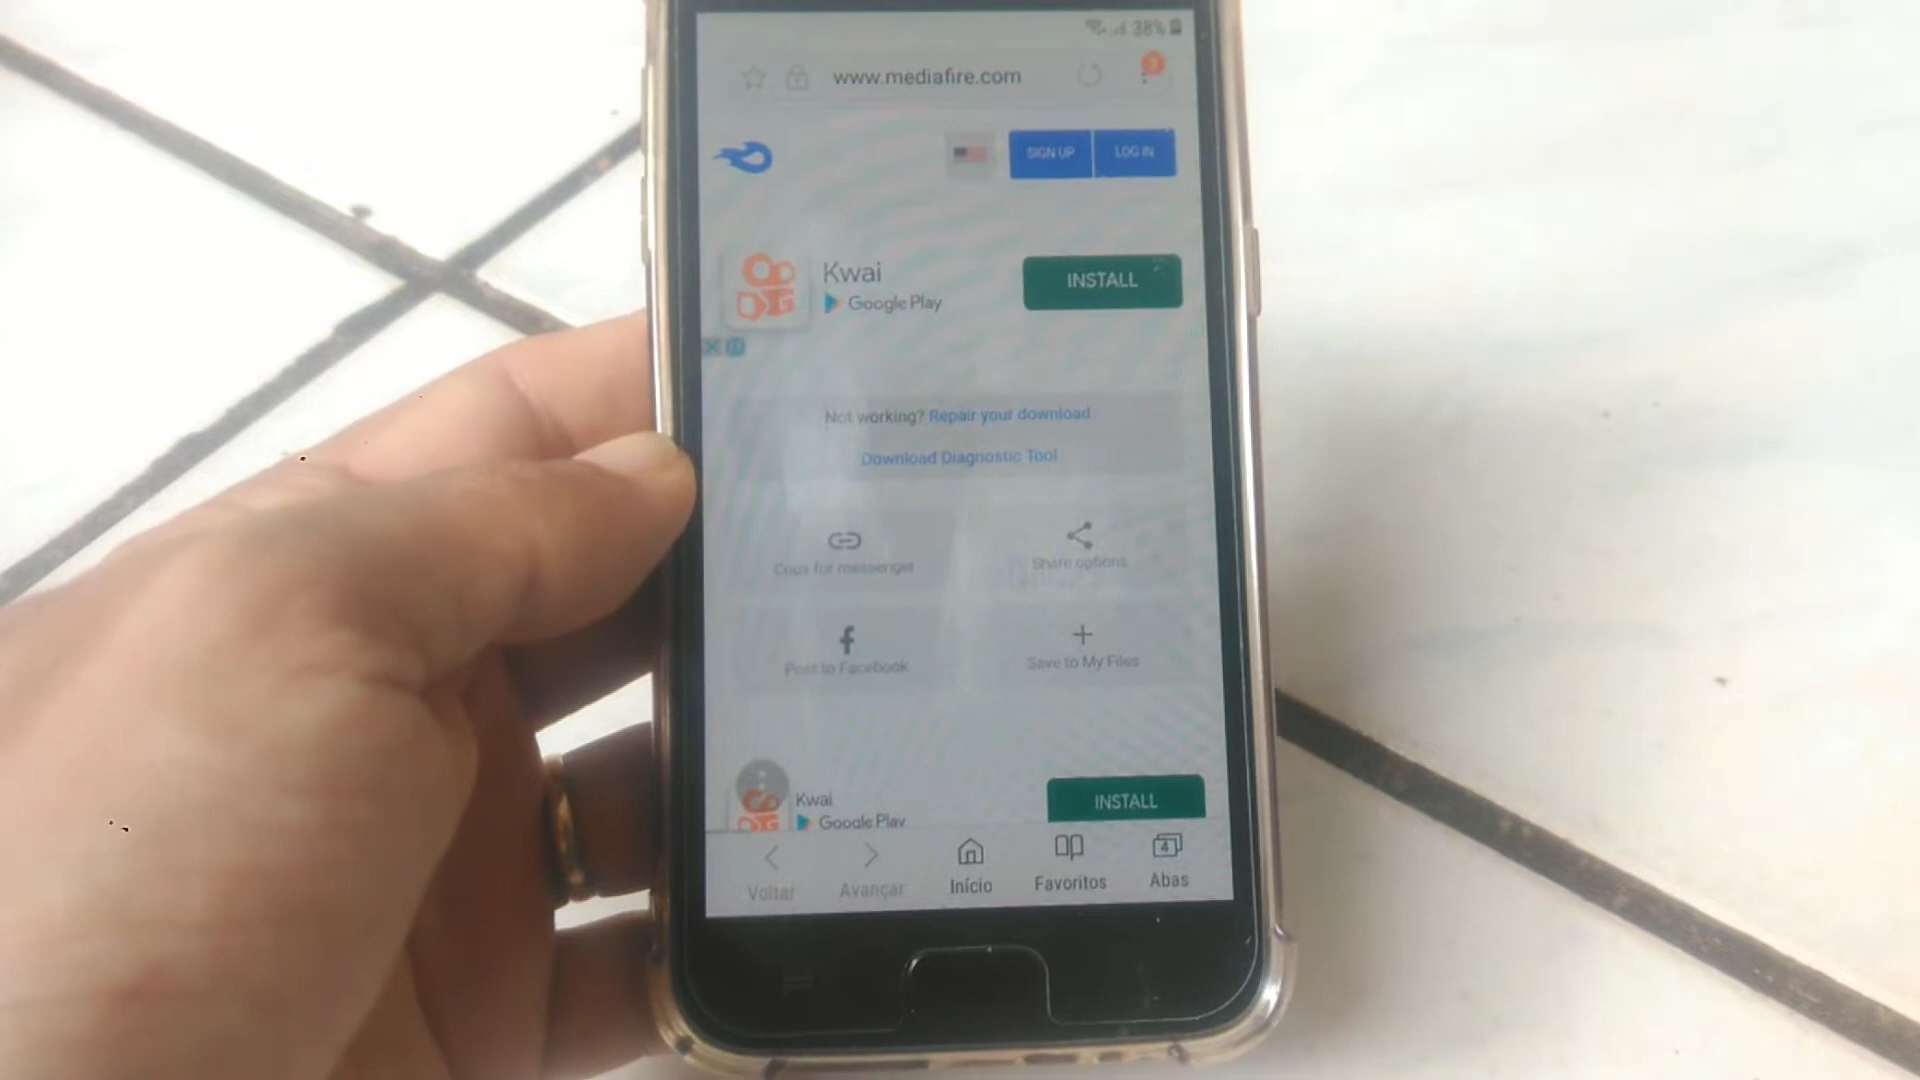 38%
www.mediafire.com
SIGN UP LOG IN
Kwai
Google Play
INSTALL
Not working? Repair your download
Download Diagnostic Tool
Copy for messenger
Share options
Post to Facebook
Save to My Files
Kwai
Google Play
INSTALL
4
Voltar Avançar Início Favoritos Abas